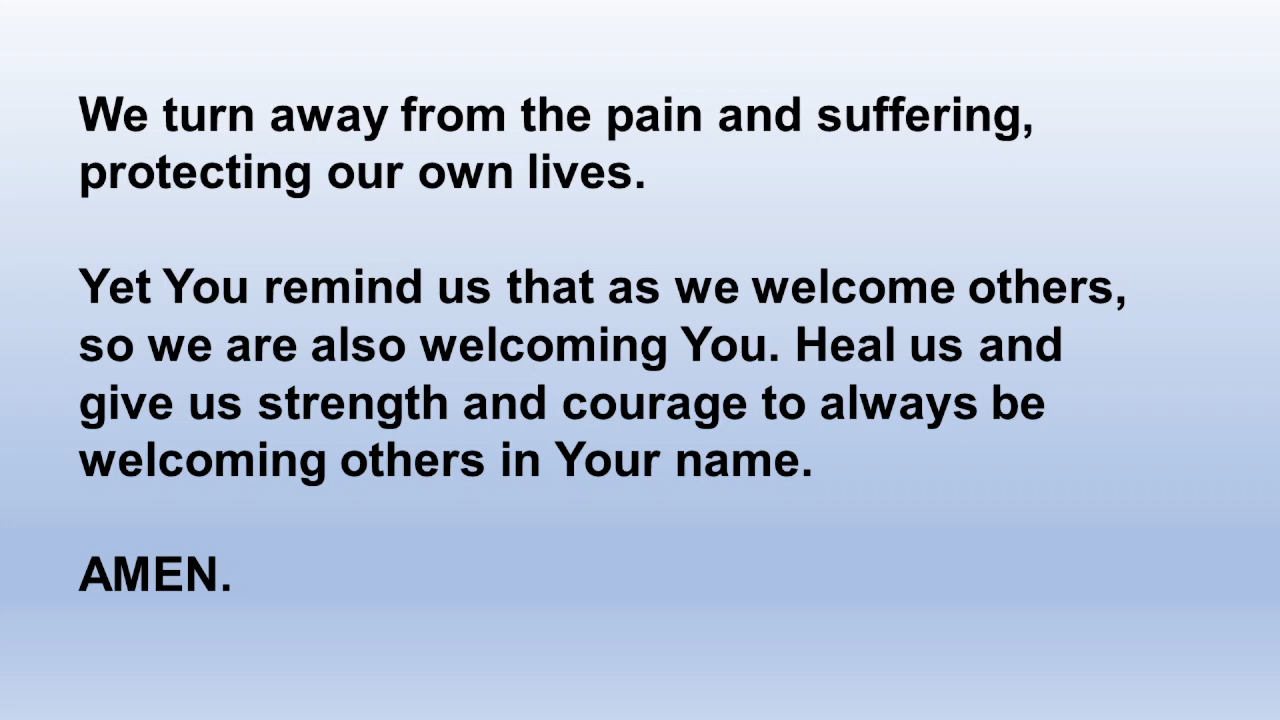 We turn away from the pain and suffering,
protecting our own lives.
Yet You remind us that as we welcome others,
so we are also welcoming You. Heal us and
give us strength and courage to always be
welcoming others in Your name.
AMEN.